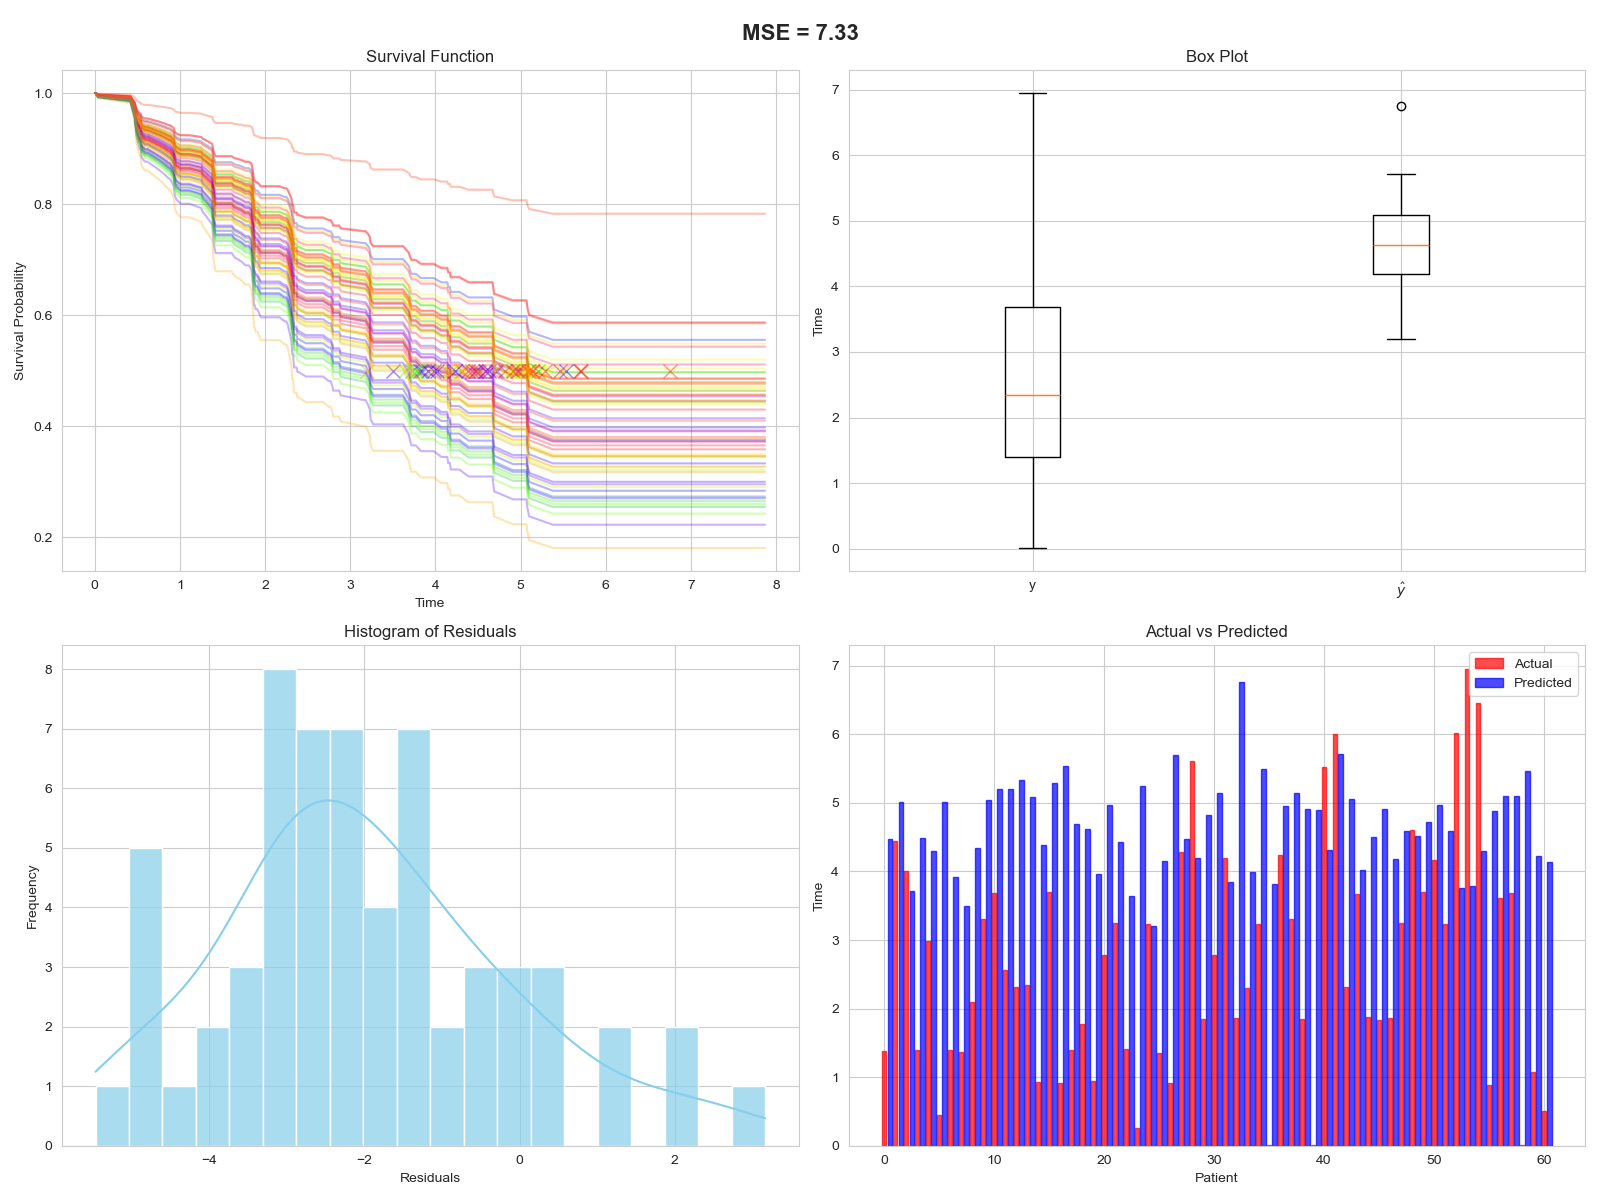 MSE = 7.33
Survival Function
1.0
0.8
0.6
0.4
0.2
Survival Probability
0 1 2 3 4 5 6 7 8
Time
Box Plot
7
6
5
4
3
2
1
0
Time
y ŷ
Histogram of Residuals
8
7
6
5
4
3
2
1
0
Frequency
−4 −2 0 2
Residuals
Actual vs Predicted
Actual
Predicted
7
6
5
4
3
2
1
0
Time
0 10 20 30 40 50 60
Patient